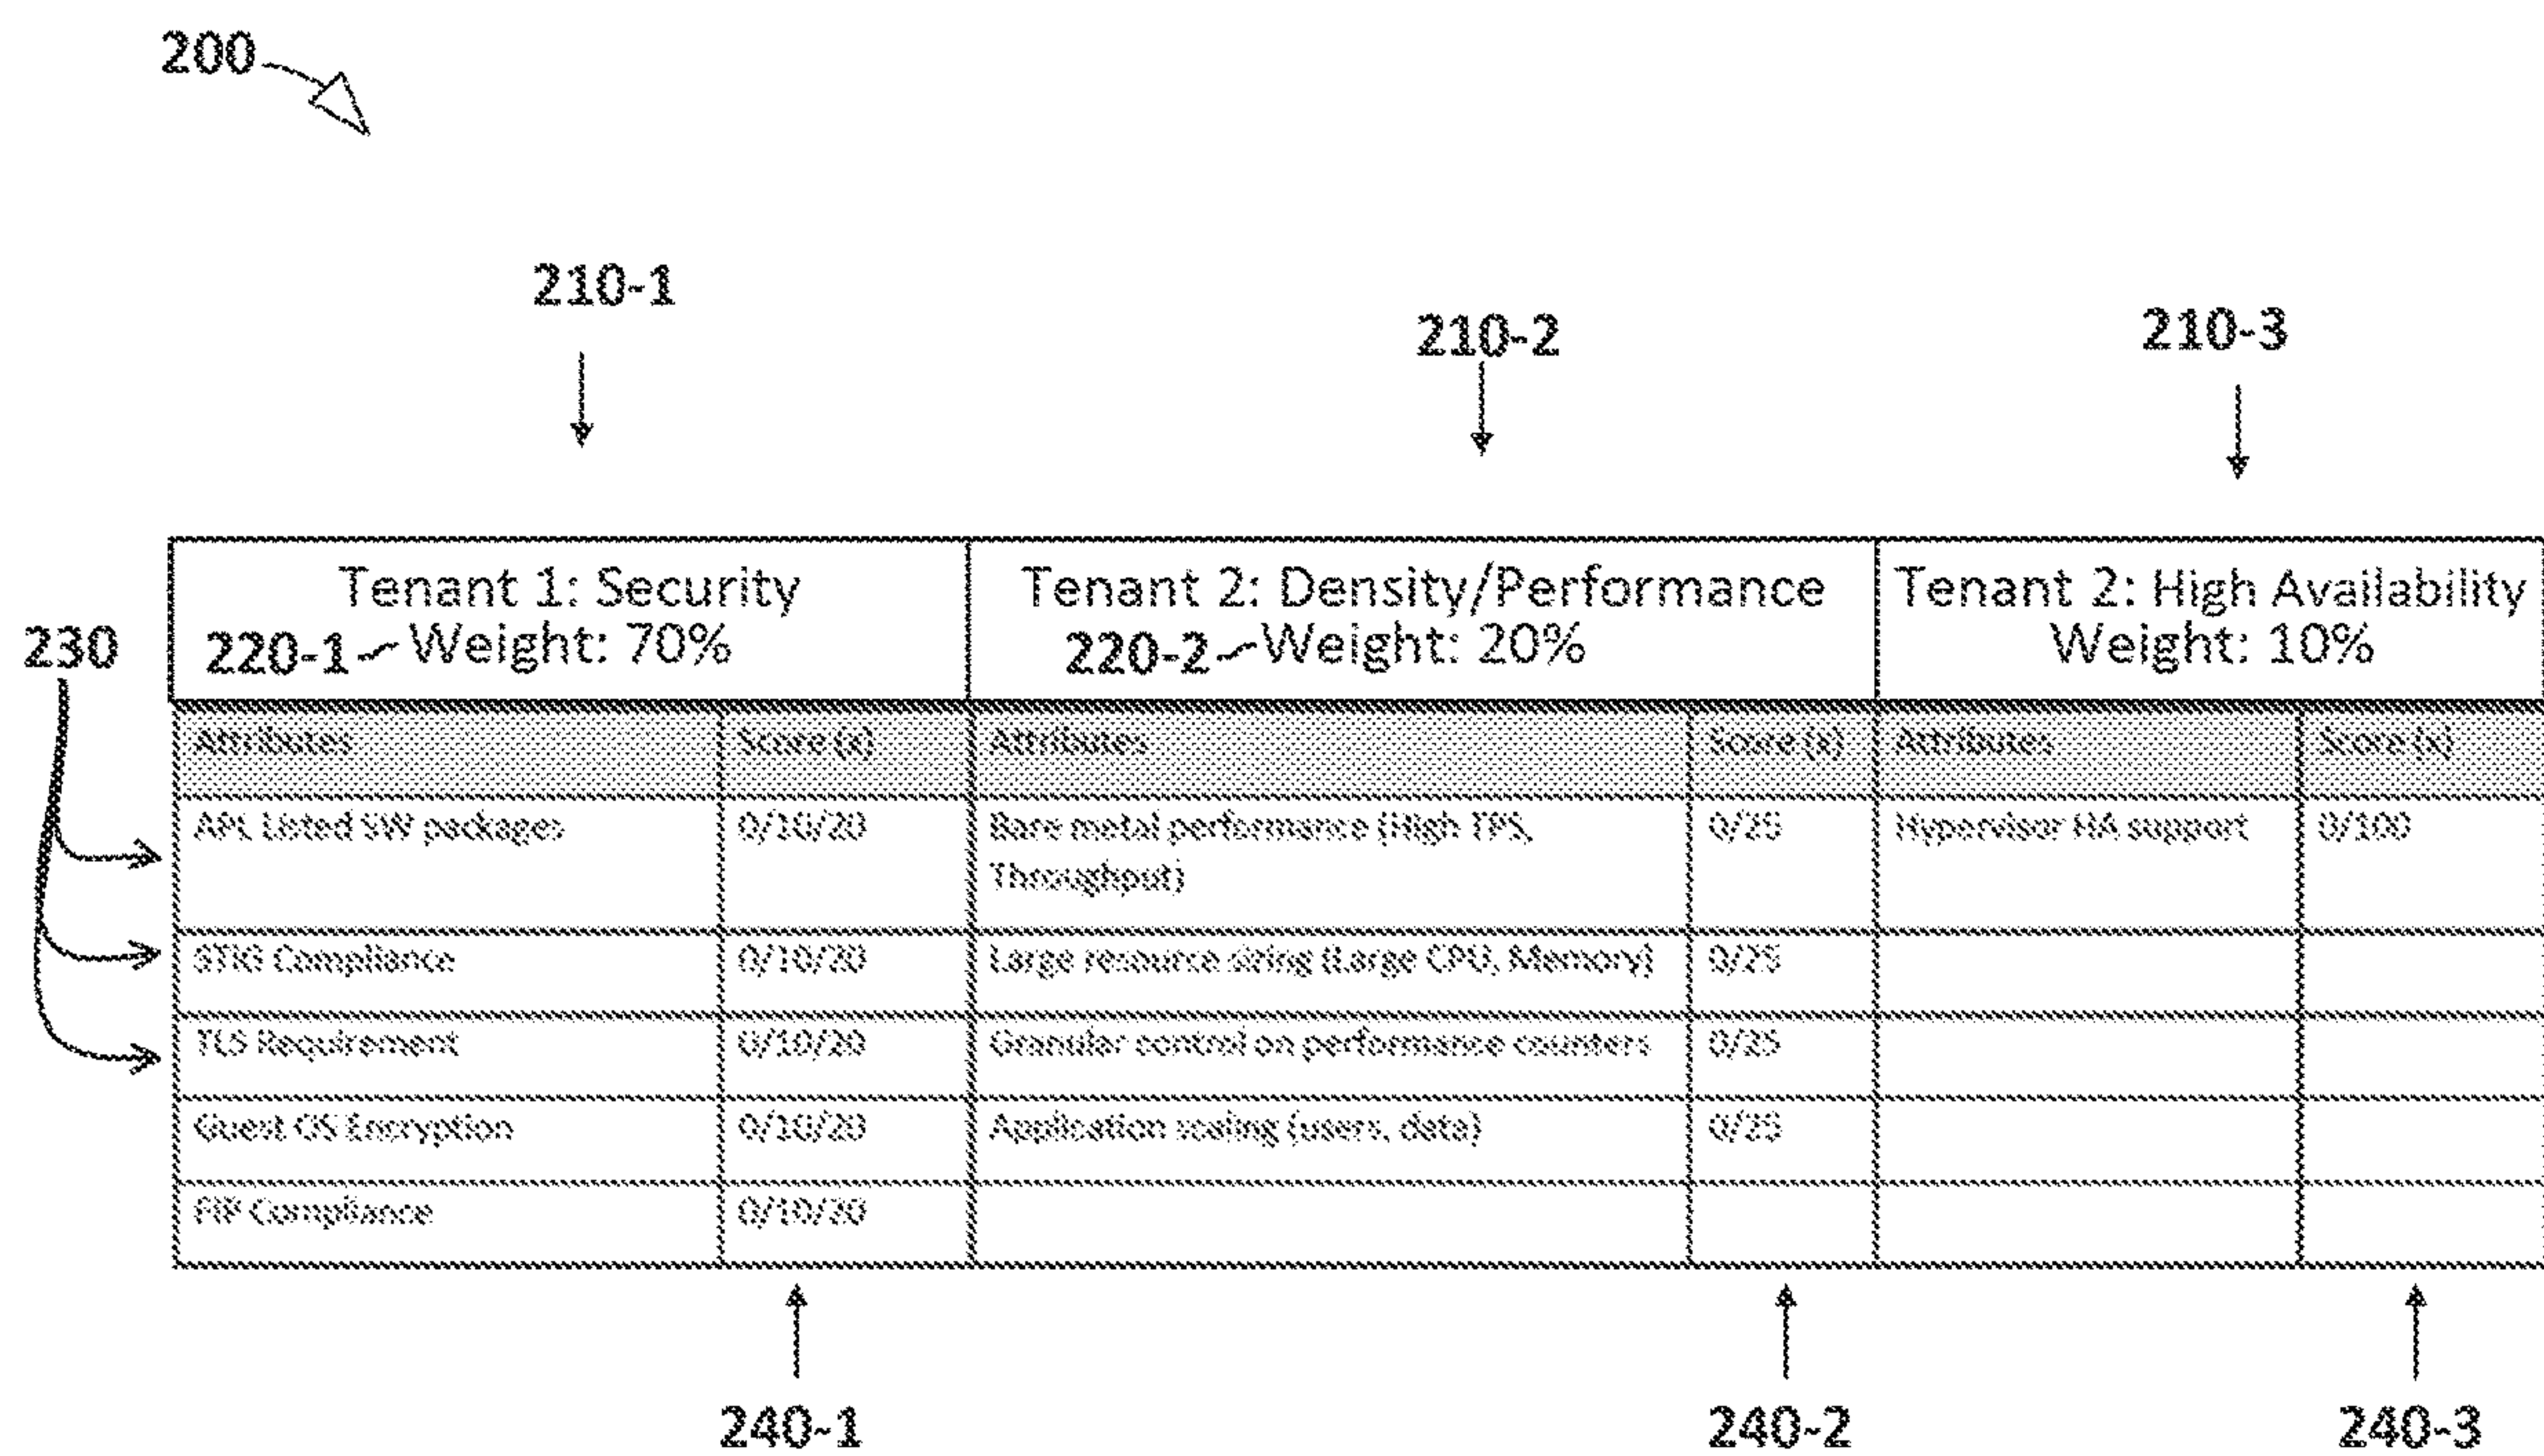 200
210-1
210-2
210-3
Tenant 1: Security
220-1 Weight: 70%
Tenant 2: Density/Performance
220-2 Weight: 20%
Tenant 2: High Availability
Weight: 10%
230
Attributes Score (x) Attributes Score (x) Attributes Score (x)
APL Listed SW packages 0/10/20 Bare metal performance (High TPS, 0/25 Hypervisor HA support 0/100
Throughput)
STIG Compliance 0/10/20 Large resource sizing (Large CPU, Memory) 0/25
TLS Requirement 0/10/20 Granular control on performance counters 0/25
Guest OS Encryption 0/10/20 Application scaling (users, data) 0/25
FIP Compliance 0/10/20
240-1
240-2
240-3